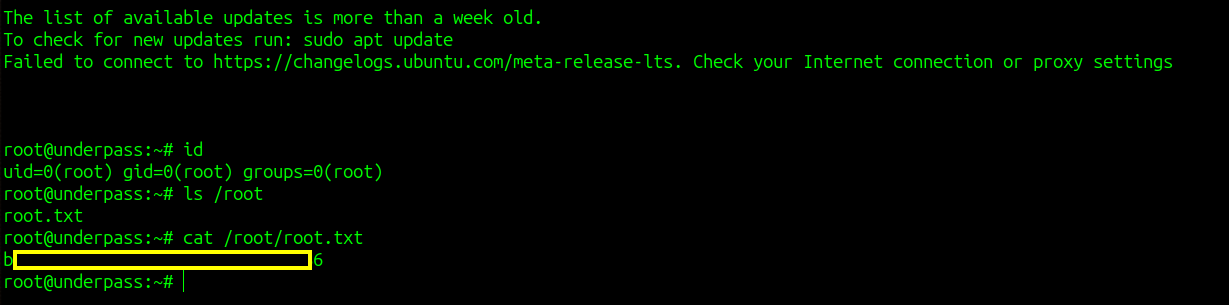 The list of available updates is more than a week old.
To check for new updates run: sudo apt update
Failed to connect to https://changelogs.ubuntu.com/meta-release-lts. Check your Internet connection or proxy settings
root@underpass:~# id
uid=0(root) gid=0(root) groups=0(root)
root@underpass:~# ls /root
root.txt
root@underpass:~# cat /root/root.txt
b 6
root@underpass:~#